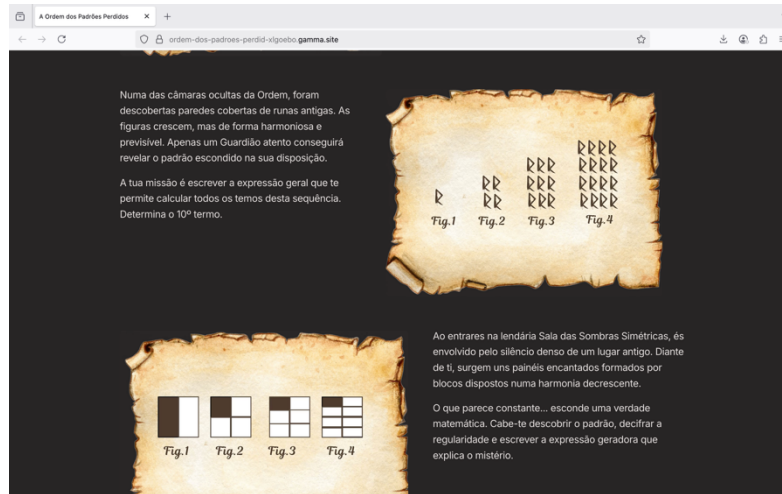 A Ordem dos Padrões Perdidos
ordem-dos-padroes-perdid-xlgoebo.gamma.site
Numa das câmaras ocultas da Ordem, foram
descobertas paredes cobertas de runas antigas. As
figuras crescem, mas de forma harmoniosa e
previsível. Apenas um Guardião atento conseguirá
revelar o padrão escondido na sua disposição.
A tua missão é escrever a expressão geral que te
permite calcular todos os temos desta sequência.
Determina o 10º termo.
Fig.1 Fig.2 Fig.3 Fig.4
Ao entrares na lendária Sala das Sombras Simétricas, és
envolvido pelo silêncio denso de um lugar antigo. Diante
de ti, surgem uns painéis encantados formados por
blocos dispostos numa harmonia decrescente.
O que parece constante... esconde uma verdade
matemática. Cabe-te descobrir o padrão, decifrar a
regularidade e escrever a expressão geradora que
explica o mistério.
Fig.1 Fig.2 Fig.3 Fig.4